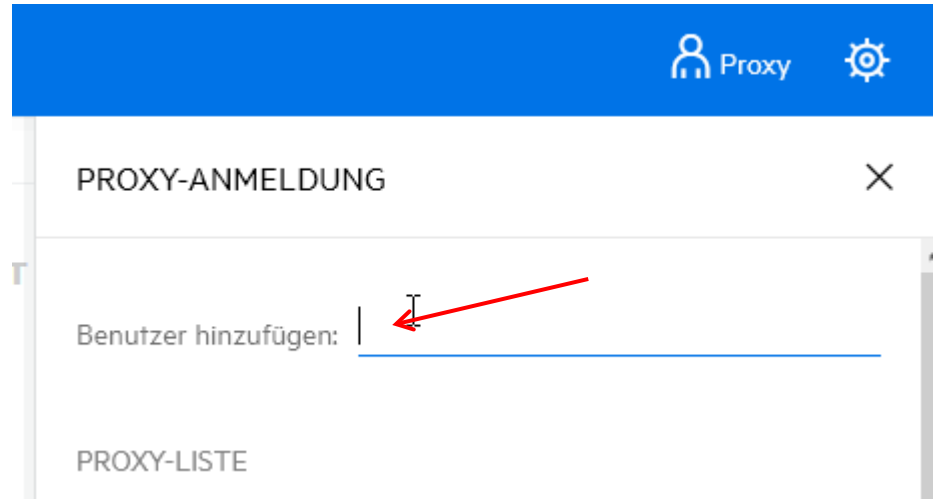 Proxy
PROXY-ANMELDUNG
T
Benutzer hinzufügen:
PROXY-LISTE